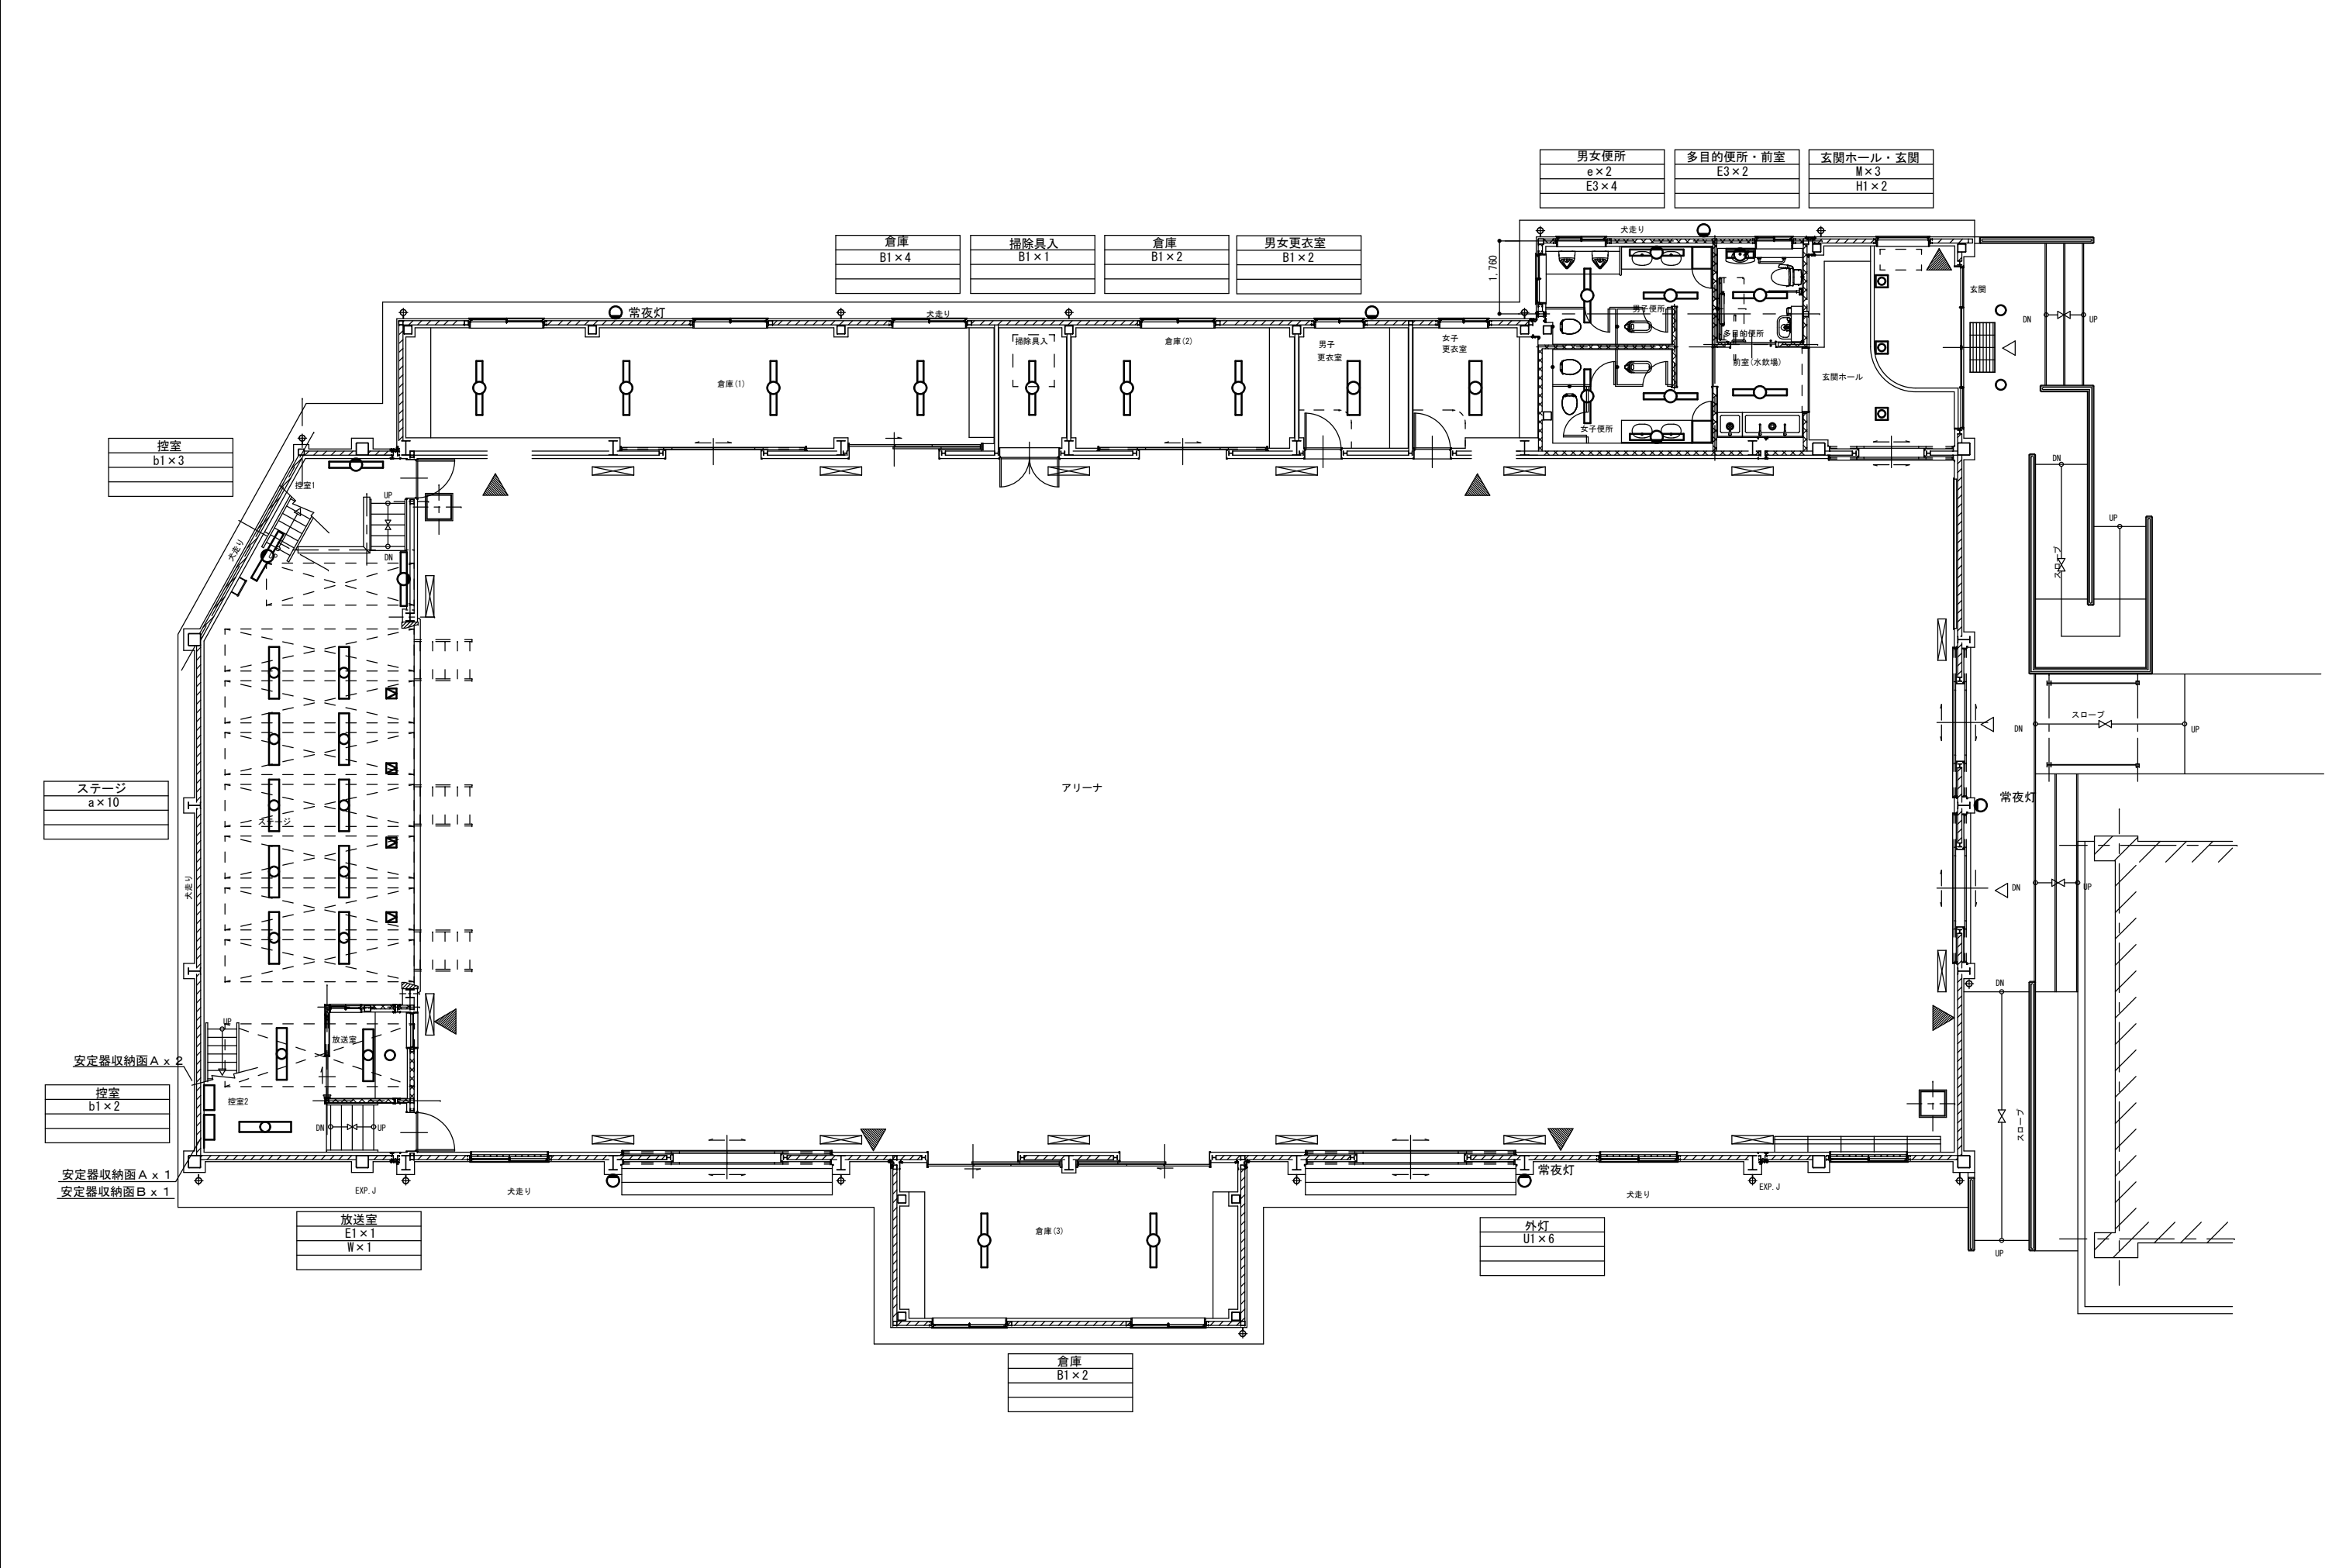 男女便所
e×2
E3×4
多目的便所・前室
E3×2
玄関ホール・玄関
M×3
H1×2
倉庫
B1×4
掃除具入
B1×1
倉庫
B1×2
男女更衣室
B1×2
犬走り
1.760
常夜灯
犬走り
玄関
DN
UP
男子便所
多目的便所
前室(水飲場)
玄関ホール
女子便所
掃除具入
倉庫(2)
男子
更衣室
女子
更衣室
倉庫(1)
控室
b1×3
控室1
UP
DN
犬走り
DN
UP
スロープ
スロープ
DN
UP
ステージ
a×10
アリーナ
常夜灯
ステージ
犬走り
DN
UP
DN
UP
放送室
安定器収納函A x 2
控室
b1×2
控室2
DN
UP
スロープ
安定器収納函A x 1
安定器収納函B x 1
EXP.J
犬走り
常夜灯
犬走り
EXP.J
UP
放送室
E1×1
W×1
倉庫(3)
外灯
U1×6
倉庫
B1×2